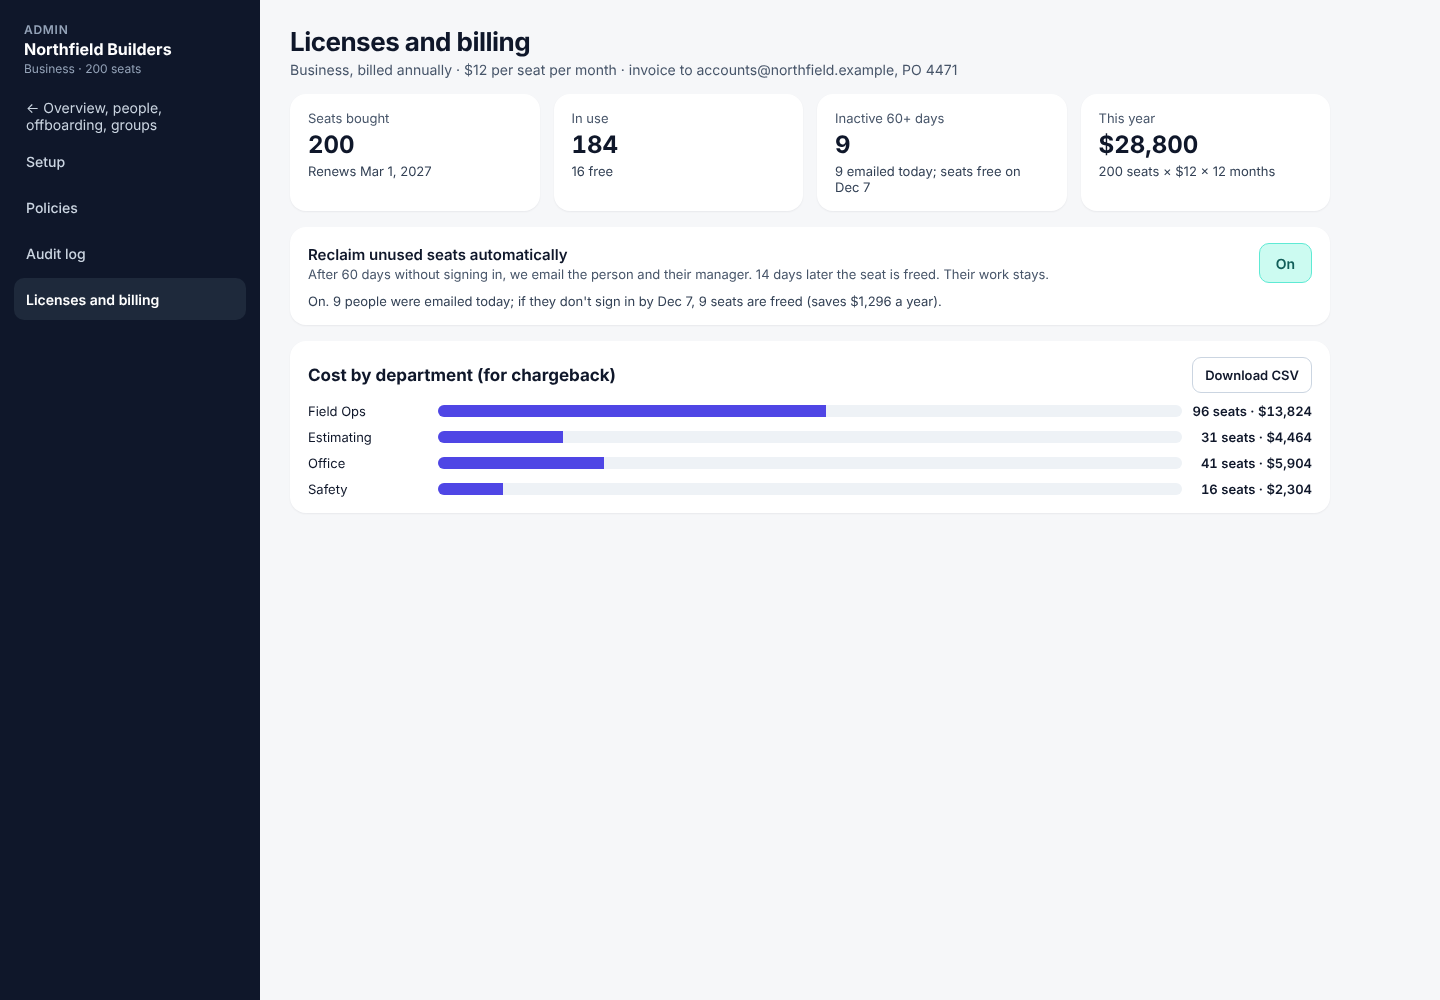 ADMIN
Northfield Builders
Business · 200 seats
← Overview, people,
offboarding, groups
Setup
Policies
Audit log
Licenses and billing
Licenses and billing
Business, billed annually · $12 per seat per month · invoice to accounts@northfield.example, PO 4471
Seats bought
200
Renews Mar 1, 2027
In use
184
16 free
Inactive 60+ days
9
9 emailed today; seats free on
Dec 7
This year
$28,800
200 seats × $12 × 12 months
Reclaim unused seats automatically
After 60 days without signing in, we email the person and their manager. 14 days later the seat is freed. Their work stays.
On. 9 people were emailed today; if they don't sign in by Dec 7, 9 seats are freed (saves $1,296 a year).
On
Cost by department (for chargeback)
Download CSV
Field Ops 96 seats · $13,824
Estimating 31 seats · $4,464
Office 41 seats · $5,904
Safety 16 seats · $2,304